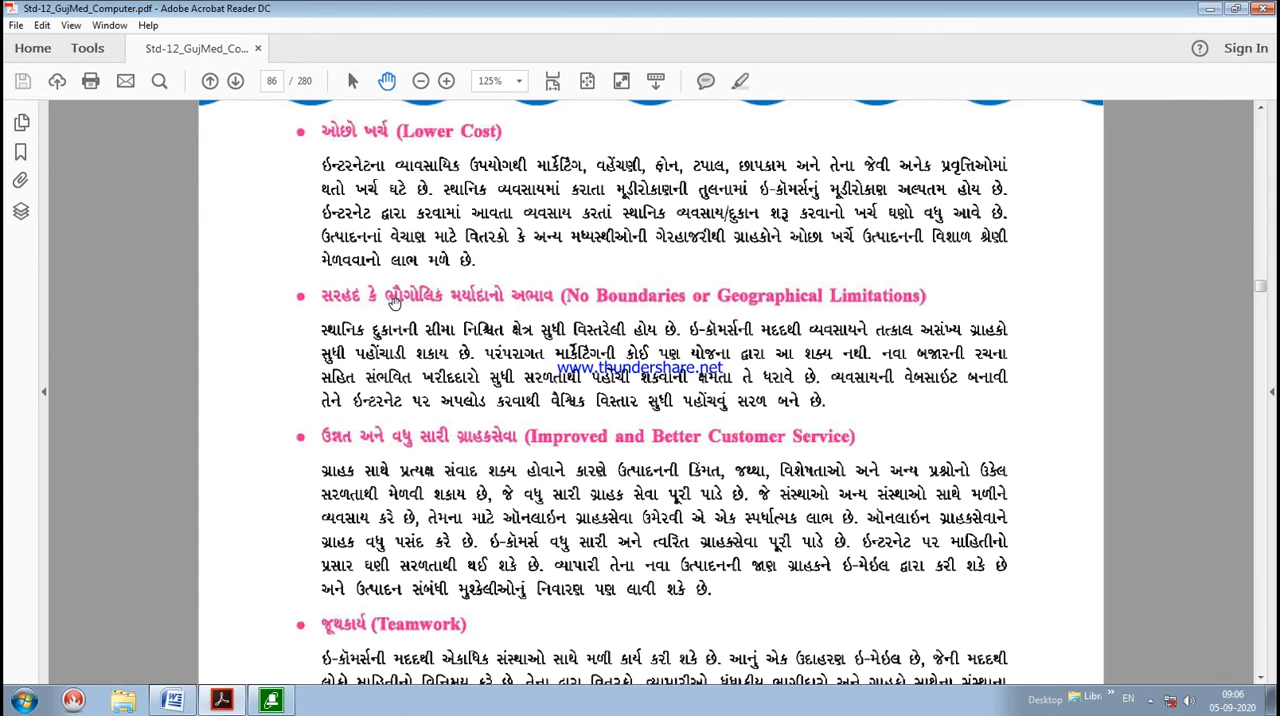 Std-12_GujMed_Computer.pdf - Adobe Acrobat Reader DC
File Edit View Window Help
Home Tools Std-12_GujMed_Co... × Sign In
86 / 280 125%
• ઓછો ખર્ચ (Lower Cost)
ઇન્ટરનેટના વ્યાવસાયિક ઉપયોગથી માર્કેટિંગ, વહેંચણી, ફોન, ટપાલ, છાપકામ અને તેના જેવી અનેક પ્રવૃત્તિઓમાં
થતો ખર્ચ ઘટે છે. સ્થાનિક વ્યવસાયમાં કરાતા મૂડીરોકાણની તુલનામાં ઇ-કૉમર્સનું મૂડીરોકાણ અલ્પતમ હોય છે.
ઇન્ટરનેટ દ્વારા કરવામાં આવતા વ્યવસાય કરતાં સ્થાનિક વ્યવસાય/દુકાન શરૂ કરવાનો ખર્ચ ઘણો વધુ આવે છે.
ઉત્પાદનનાં વેચાણ માટે વિતરકો કે અન્ય મધ્યસ્થીઓની ગેરહાજરીથી ગ્રાહકોને ઓછા ખર્ચે ઉત્પાદનની વિશાળ શ્રેણી
મેળવવાનો લાભ મળે છે.
• સરહદ કે ભૌગોલિક મર્યાદાનો અભાવ (No Boundaries or Geographical Limitations)
સ્થાનિક દુકાનની સીમા નિશ્ચિત ક્ષેત્ર સુધી વિસ્તરેલી હોય છે. ઇ-કૉમર્સની મદદથી વ્યવસાયને તત્કાલ અસંખ્ય ગ્રાહકો
સુધી પહોંચાડી શકાય છે. પરંપરાગત માર્કેટિંગની કોઈ પણ યોજના દ્વારા આ શક્ય નથી. નવા બજારની રચના
www.thundershare.net
સહિત સંભવિત ખરીદદારો સુધી સરળતાથી પહોંચી શકવાની ક્ષમતા તે ધરાવે છે. વ્યવસાયની વેબસાઇટ બનાવી
તેને ઇન્ટરનેટ પર અપલોડ કરવાથી વૈશ્વિક વિસ્તાર સુધી પહોંચવું સરળ બને છે.
• ઉન્નત અને વધુ સારી ગ્રાહકસેવા (Improved and Better Customer Service)
ગ્રાહક સાથે પ્રત્યક્ષ સંવાદ શક્ય હોવાને કારણે ઉત્પાદનની કિંમત, જથ્થા, વિશેષતાઓ અને અન્ય પ્રશ્નોનો ઉકેલ
સરળતાથી મેળવી શકાય છે, જે વધુ સારી ગ્રાહક સેવા પૂરી પાડે છે. જે સંસ્થાઓ અન્ય સંસ્થાઓ સાથે મળીને
વ્યવસાય કરે છે, તેમના માટે ઑનલાઇન ગ્રાહકસેવા ઉમેરવી એ એક સ્પર્ધાત્મક લાભ છે. ઑનલાઇન ગ્રાહકસેવાને
ગ્રાહક વધુ પસંદ કરે છે. ઇ-કૉમર્સ વધુ સારી અને ત્વરિત ગ્રાહકસેવા પૂરી પાડે છે. ઇન્ટરનેટ પર માહિતીનો
પ્રસાર ઘણી સરળતાથી થઈ શકે છે. વ્યાપારી તેના નવા ઉત્પાદનની જાણ ગ્રાહકને ઇ-મેઇલ દ્વારા કરી શકે છે
અને ઉત્પાદન સંબંધી મુશ્કેલીઓનું નિવારણ પણ લાવી શકે છે.
• જૂથકાર્ય (Teamwork)
ઇ-કૉમર્સની મદદથી એકાધિક સંસ્થાઓ સાથે મળી કાર્ય કરી શકે છે. આનું એક ઉદાહરણ ઇ-મેઇલ છે, જેની મદદથી
લોકો માહિતીનો વિનિમય કરે છે. તેના દ્વારા વિતરકો, વ્યાપારીઓ, ધંધાકીય ભાગીદારો અને ગ્રાહકો સાથેના સંસ્થાના
Desktop Libr » EN 09:06
05-09-2020